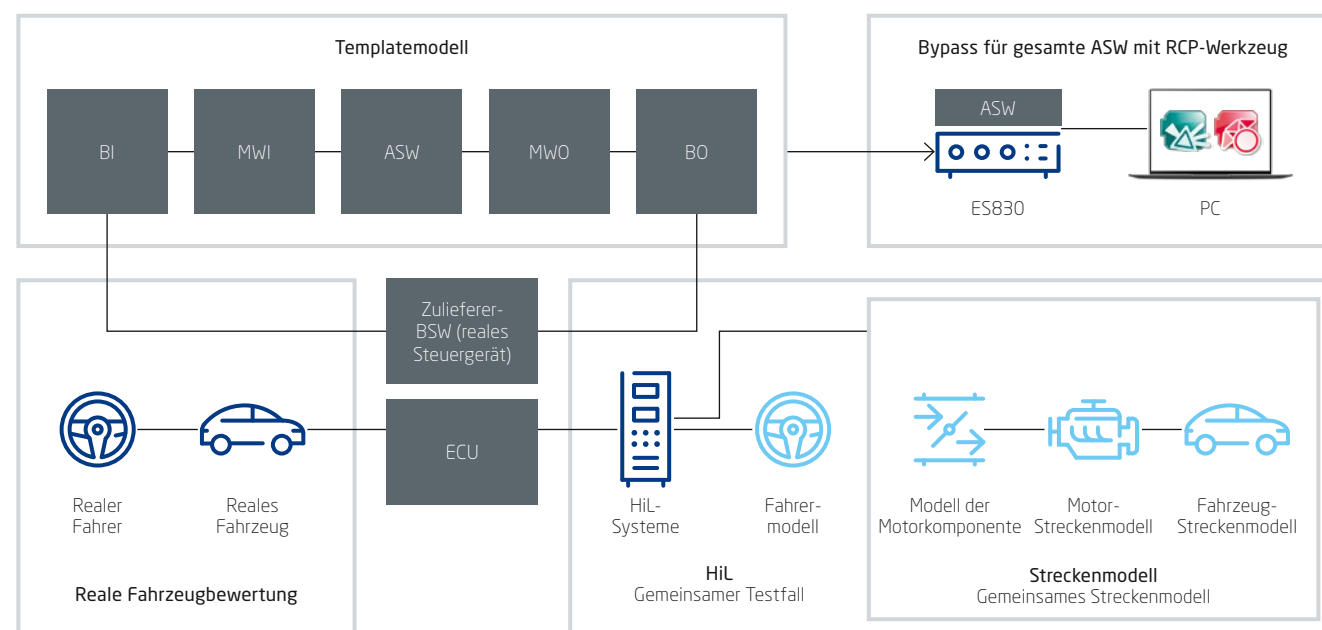 Templatemodell
BI
MWI
ASW
MWO
BO
Bypass für gesamte ASW mit RCP-Werkzeug
ASW
ES830
PC
Zulieferer-
BSW (reales
Steuergerät)
ECU
Realer
Fahrer
Reales
Fahrzeug
Reale Fahrzeugbewertung
HiL-
Systeme
Fahrer-
modell
HiL
Gemeinsamer Testfall
Modell der
Motorkomponente
Motor-
Streckenmodell
Fahrzeug-
Streckenmodell
Streckenmodell
Gemeinsames Streckenmodell